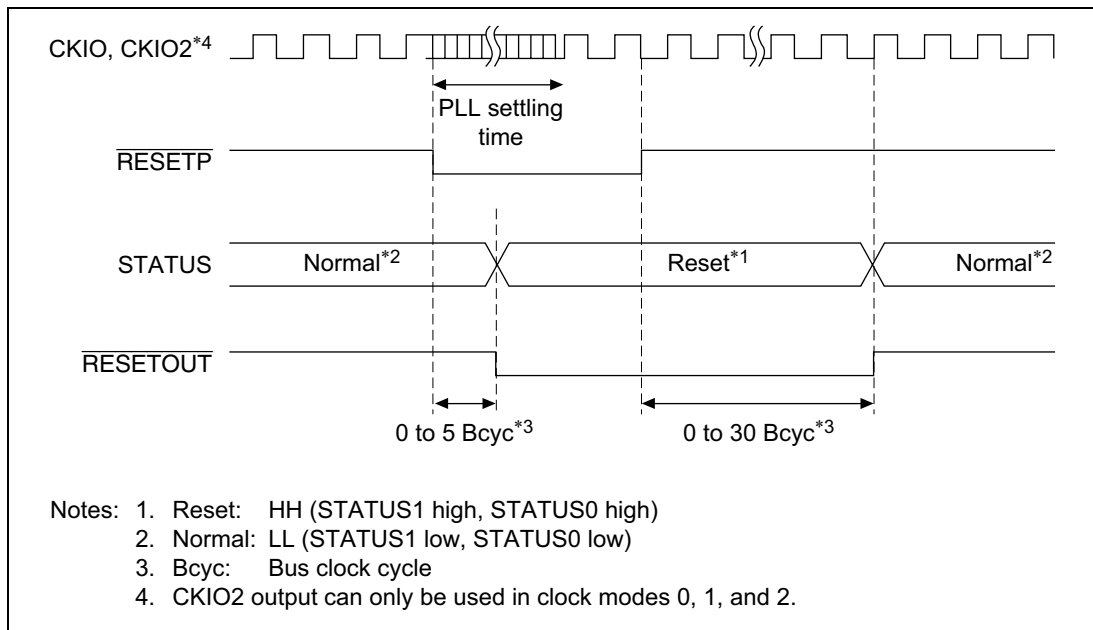 CKIO, CKIO2*4
PLL settling
time
RESETP
STATUS
Normal*2
Reset*1
Normal*2
RESETOUT
0 to 5 Bcyc*3
0 to 30 Bcyc*3
Notes: 1. Reset: HH (STATUS1 high, STATUS0 high)
2. Normal: LL (STATUS1 low, STATUS0 low)
3. Bcyc: Bus clock cycle
4. CKIO2 output can only be used in clock modes 0, 1, and 2.